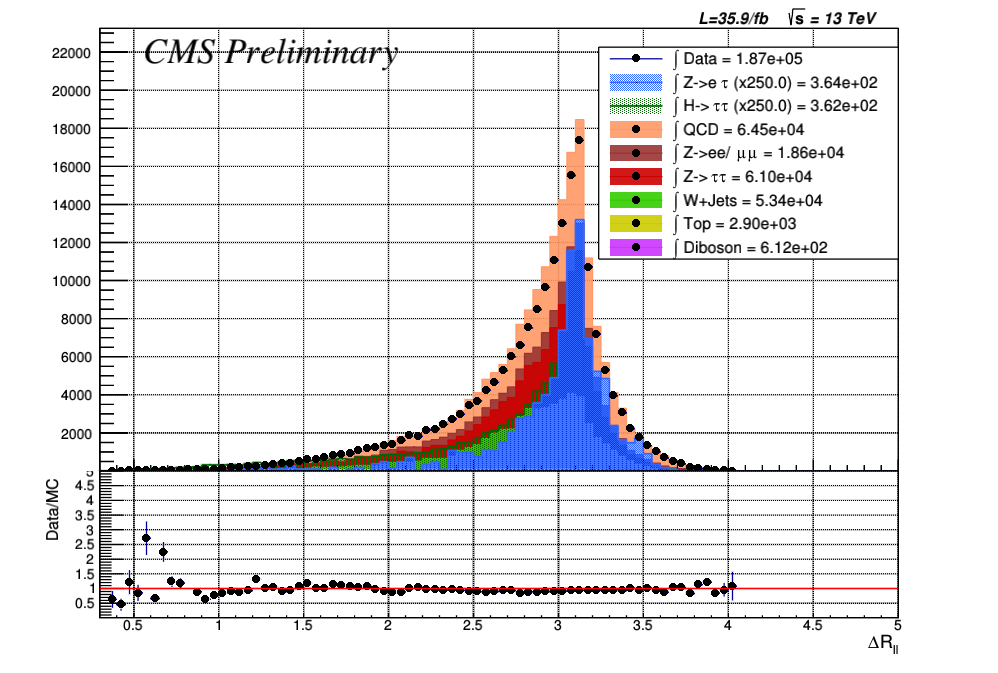 L=35.9/fb √s = 13 TeV
CMS Preliminary
∫ Data = 1.87e+05
∫ Z->e τ (x250.0) = 3.64e+02
∫ H-> ττ (x250.0) = 3.62e+02
∫ QCD = 6.45e+04
∫ Z->ee/ μμ = 1.86e+04
∫ Z-> ττ = 6.10e+04
∫ W+Jets = 5.34e+04
∫ Top = 2.90e+03
∫ Diboson = 6.12e+02
22000
20000
18000
16000
14000
12000
10000
8000
6000
4000
2000
Data/MC
5
4.5
4
3.5
3
2.5
2
1.5
1
0.5
0.5 1 1.5 2 2.5 3 3.5 4 4.5 5
ΔR_ll